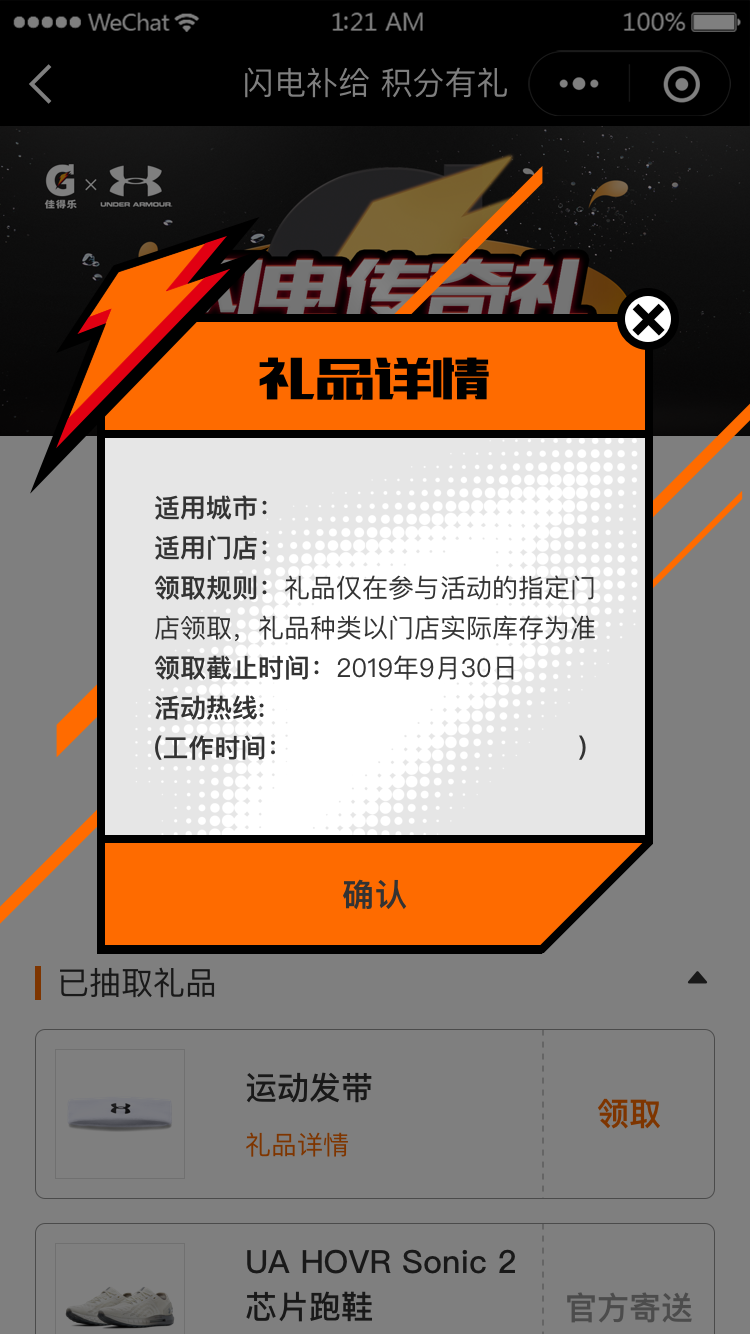 WeChat
1:21 AM
100%
闪电补给 积分有礼
G × UNDER ARMOUR
佳得乐
闪电传奇礼
礼品详情
适用城市：
适用门店：
领取规则：礼品仅在参与活动的指定门
店领取，礼品种类以门店实际库存为准
领取截止时间：2019年9月30日
活动热线:
(工作时间： )
确认
已抽取礼品
运动发带
礼品详情
领取
UA HOVR Sonic 2
芯片跑鞋
官方寄送